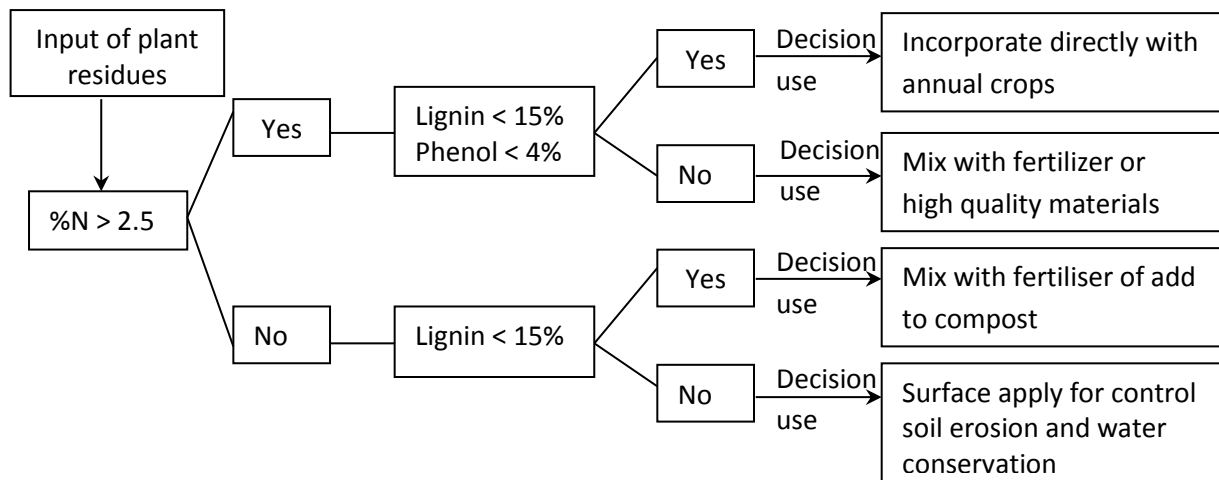 Input of plant
residues
%N > 2.5
Yes
Lignin < 15%
Phenol < 4%
Yes
Decision
use
Incorporate directly with
annual crops
No
Decision
use
Mix with fertilizer or
high quality materials
No
Lignin < 15%
Yes
Decision
use
Mix with fertiliser of add
to compost
No
Decision
use
Surface apply for control
soil erosion and water
conservation